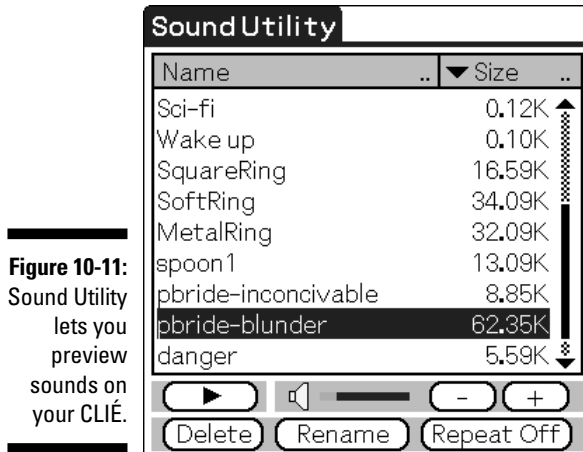 Sound Utility
Name .. Size ..
Sci-fi 0.12K
Wake up 0.10K
SquareRing 16.59K
SoftRing 34.09K
MetalRing 32.09K
spoon1 13.09K
pbride-inconcivable 8.85K
pbride-blunder 62.35K
danger 5.59K
- +
Delete Rename Repeat Off
Figure 10-11:
Sound Utility
lets you
preview
sounds on
your CLIÉ.